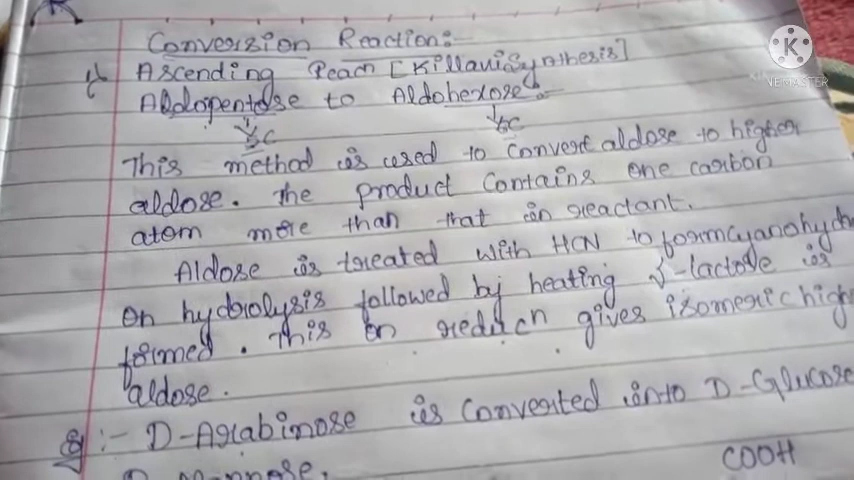 Conversion Reaction:-
1) Ascending Reacn [Killani Synthesis]
Aldopentose to Aldohexose.
5C 6C
This method is used to convert aldose to higher
aldose. The product contains one carbon
atom more than that in reactant.
Aldose is treated with HCN to form cyanohydr
on hydrolysis followed by heating γ-lactone is
formed. This on reducn gives isomeric high
aldose.
Eg:- D-Arabinose is converted into D-Glucose
COOH
K
NEMASTER